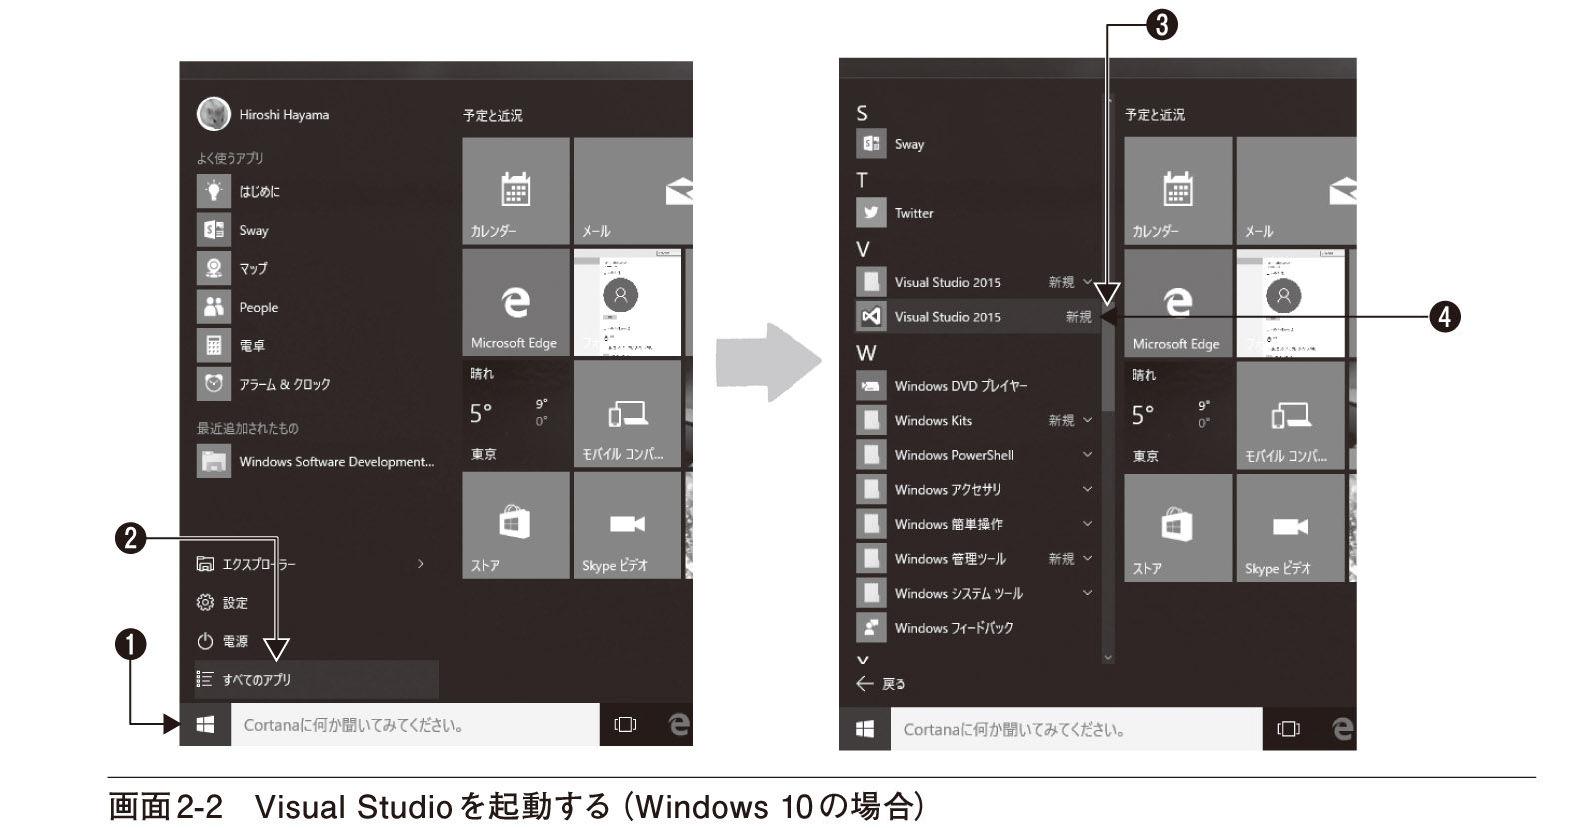 ❸
Hiroshi Hayama
予定と近況
よく使うアプリ
はじめに
Sway
マップ
People
電卓
アラーム & クロック
最近追加されたもの
Windows Software Development...
カレンダー
メール
Microsoft Edge
晴れ
5°
9°
0°
東京
モバイル コンパ...
ストア
Skype ビデオ
❷
エクスプローラー
設定
電源
❶
すべてのアプリ
Cortanaに何か聞いてみてください。
S
Sway
T
Twitter
V
Visual Studio 2015 新規
Visual Studio 2015 新規
❹
W
Windows DVD プレイヤー
Windows Kits 新規
Windows PowerShell
Windows アクセサリ
Windows 簡単操作
Windows 管理ツール 新規
Windows システム ツール
Windows フィードバック
戻る
予定と近況
カレンダー
メール
Microsoft Edge
晴れ
5°
9°
0°
東京
モバイル コンパ...
ストア
Skype ビデオ
Cortanaに何か聞いてみてください。
画面2-2 Visual Studioを起動する（Windows 10の場合）